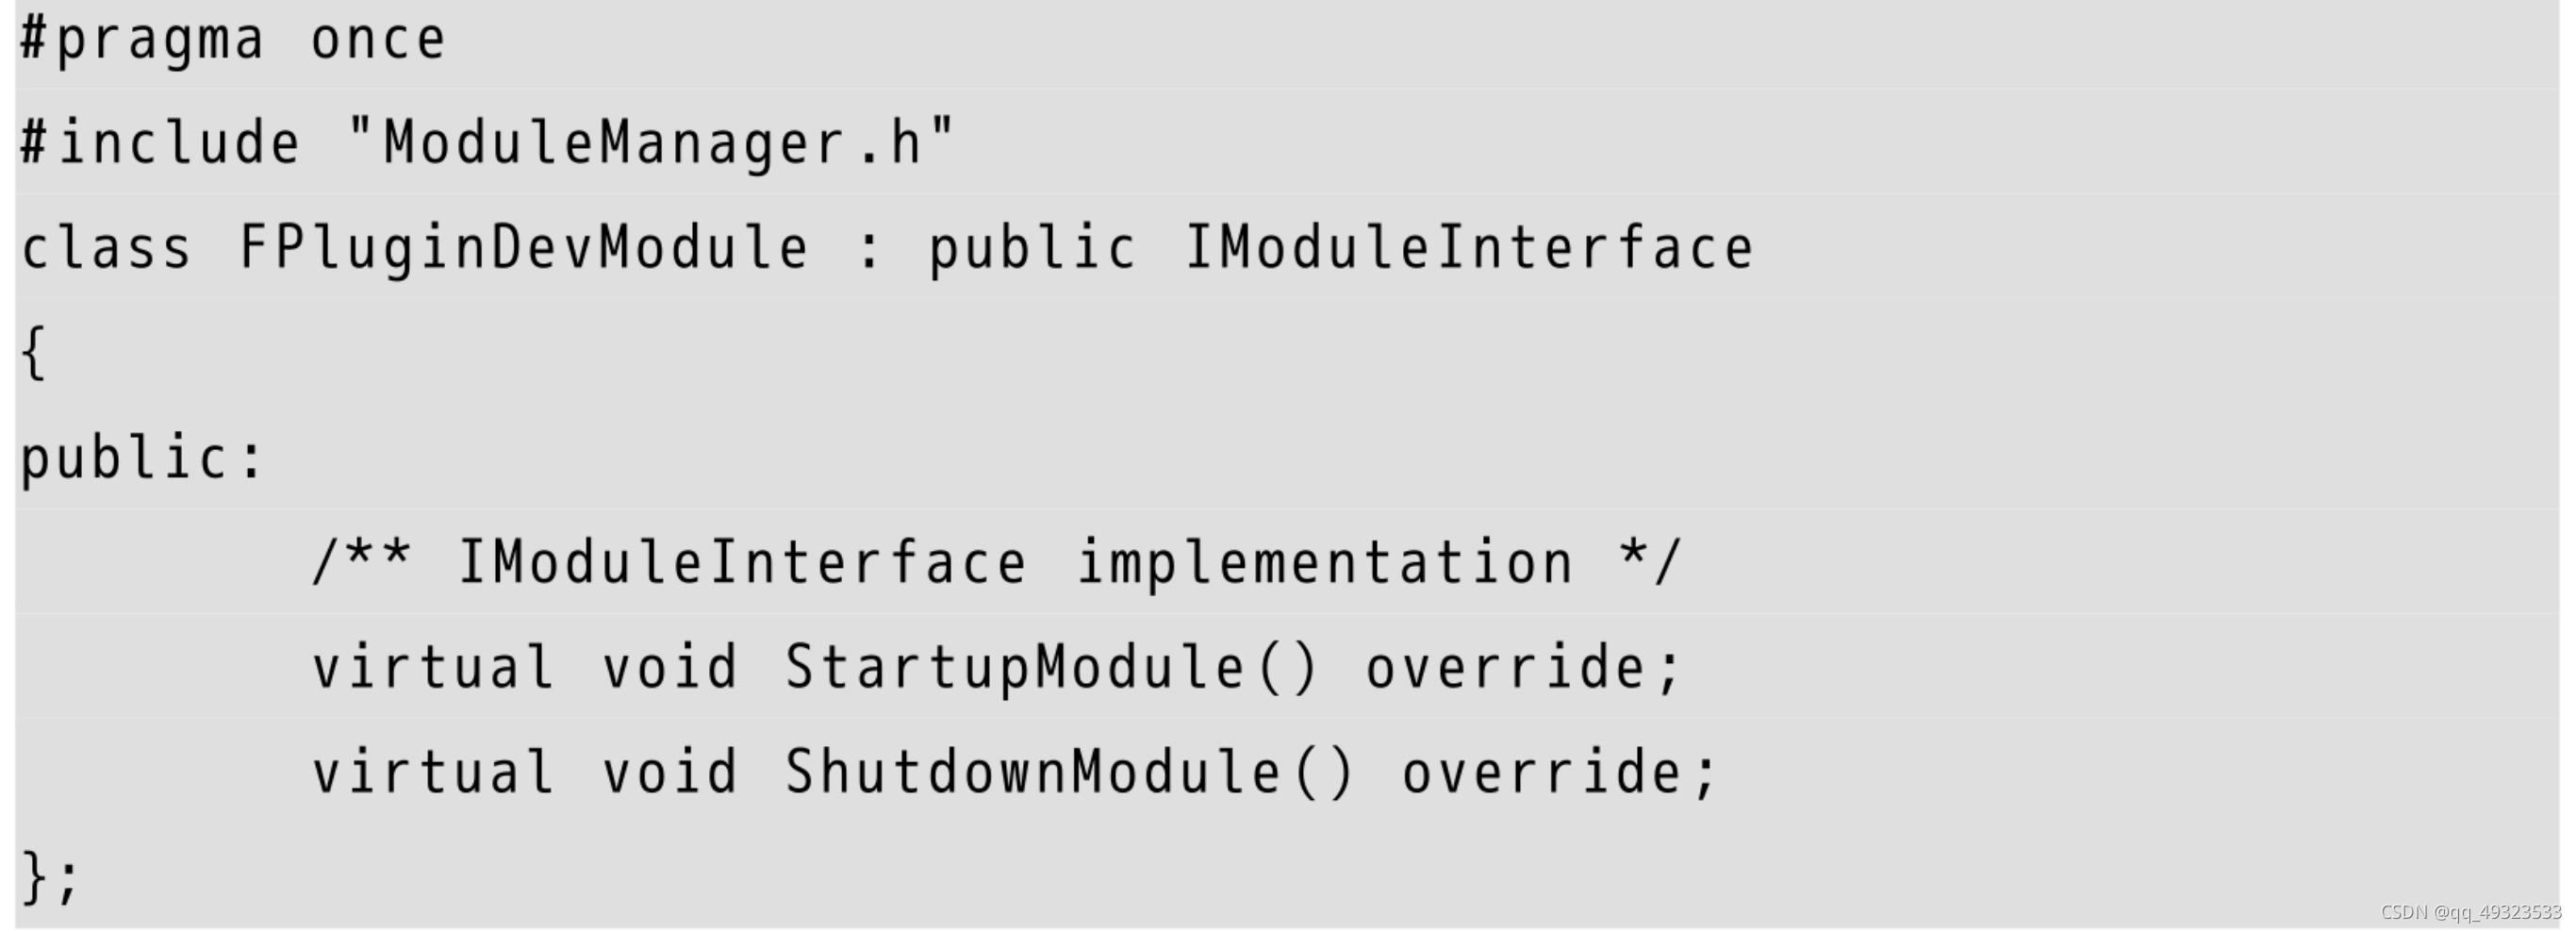 #pragma once
#include "ModuleManager.h"
class FPluginDevModule : public IModuleInterface
{
public:
        /** IModuleInterface implementation */
        virtual void StartupModule() override;
        virtual void ShutdownModule() override;
};
CSDN @qq_49323533